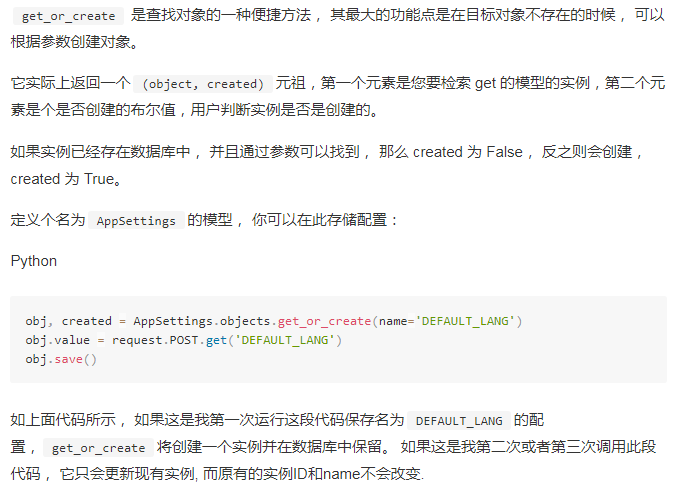 get_or_create 是查找对象的一种便捷方法， 其最大的功能点是在目标对象不存在的时候， 可以
根据参数创建对象。
它实际上返回一个 (object, created) 元祖，第一个元素是您要检索 get 的模型的实例，第二个元
素是个是否创建的布尔值，用户判断实例是否是创建的。
如果实例已经存在数据库中， 并且通过参数可以找到， 那么 created 为 False， 反之则会创建，
created 为 True。
定义个名为 AppSettings 的模型， 你可以在此存储配置：
Python
obj, created = AppSettings.objects.get_or_create(name='DEFAULT_LANG')
obj.value = request.POST.get('DEFAULT_LANG')
obj.save()
如上面代码所示， 如果这是我第一次运行这段代码保存名为 DEFAULT_LANG 的配
置， get_or_create 将创建一个实例并在数据库中保留。 如果这是我第二次或者第三次调用此段
代码， 它只会更新现有实例, 而原有的实例ID和name不会改变.